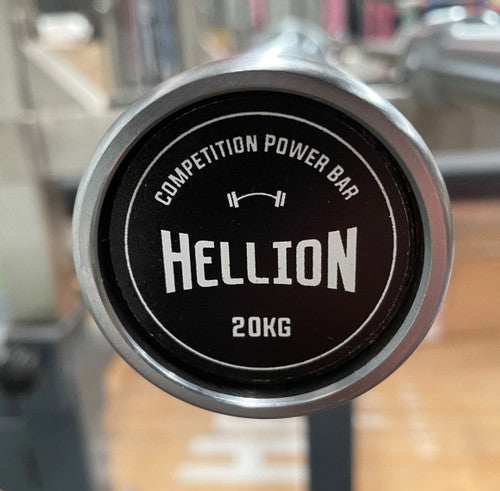 COMPETITION POWER BAR
HELLION
20KG